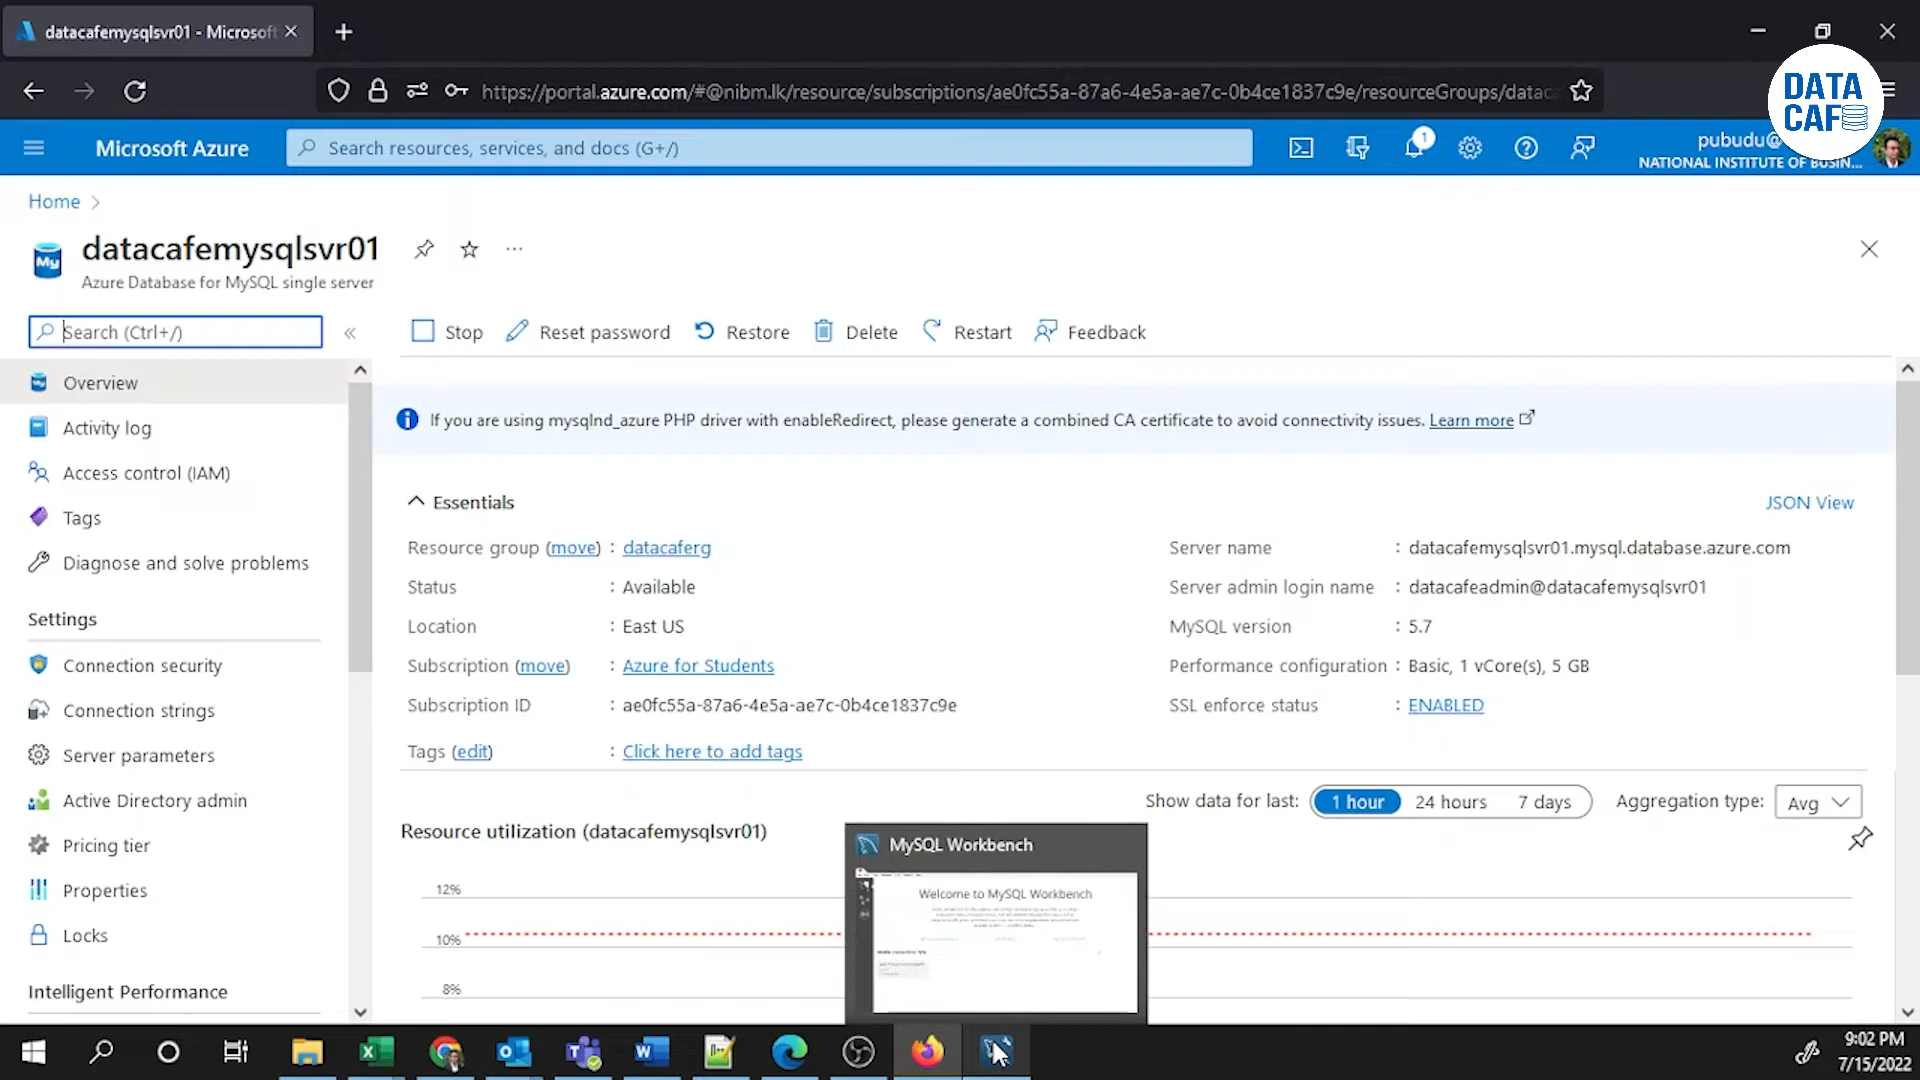 datacafemysqlsvr01 - Microsoft
https://portal.azure.com/#@nibm.lk/resource/subscriptions/ae0fc55a-87a6-4e5a-ae7c-0b4ce1837c9e/resourceGroups/datac
DATA
CAF
Microsoft Azure
Search resources, services, and docs (G+/)
1
pubudu@
NATIONAL INSTITUTE OF BUSIN...
Home
datacafemysqlsvr01
My
Azure Database for MySQL single server
Search (Ctrl+/)
Stop
Reset password
Restore
Delete
Restart
Feedback
Overview
Activity log
Access control (IAM)
Tags
Diagnose and solve problems
Settings
Connection security
Connection strings
Server parameters
Active Directory admin
Pricing tier
Properties
Locks
Intelligent Performance
If you are using mysqlnd_azure PHP driver with enableRedirect, please generate a combined CA certificate to avoid connectivity issues. Learn more
Essentials
JSON View
Resource group (move) : datacaferg
Status : Available
Location : East US
Subscription (move) : Azure for Students
Subscription ID : ae0fc55a-87a6-4e5a-ae7c-0b4ce1837c9e
Tags (edit) : Click here to add tags
Server name : datacafemysqlsvr01.mysql.database.azure.com
Server admin login name : datacafeadmin@datacafemysqlsvr01
MySQL version : 5.7
Performance configuration : Basic, 1 vCore(s), 5 GB
SSL enforce status : ENABLED
Show data for last: 1 hour 24 hours 7 days Aggregation type: Avg
Resource utilization (datacafemysqlsvr01)
12%
10%
8%
MySQL Workbench
Welcome to MySQL Workbench
9:02 PM
7/15/2022